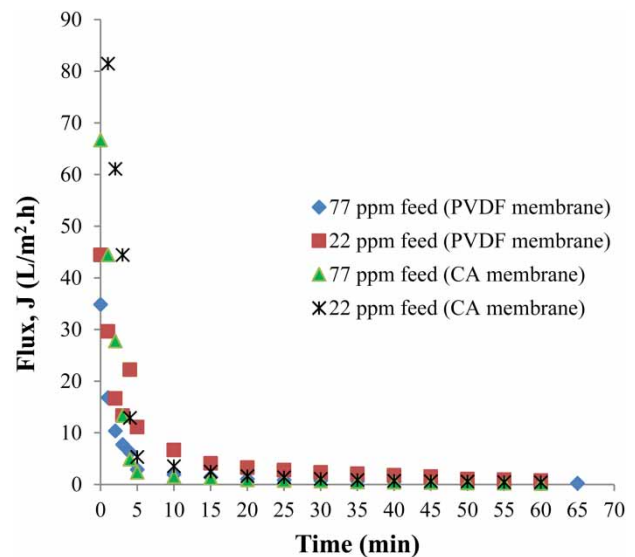 90
80
70
60
50
40
30
20
10
0
Flux, J (L/m².h)
77 ppm feed (PVDF membrane)
22 ppm feed (PVDF membrane)
77 ppm feed (CA membrane)
22 ppm feed (CA membrane)
0 5 10 15 20 25 30 35 40 45 50 55 60 65 70
Time (min)